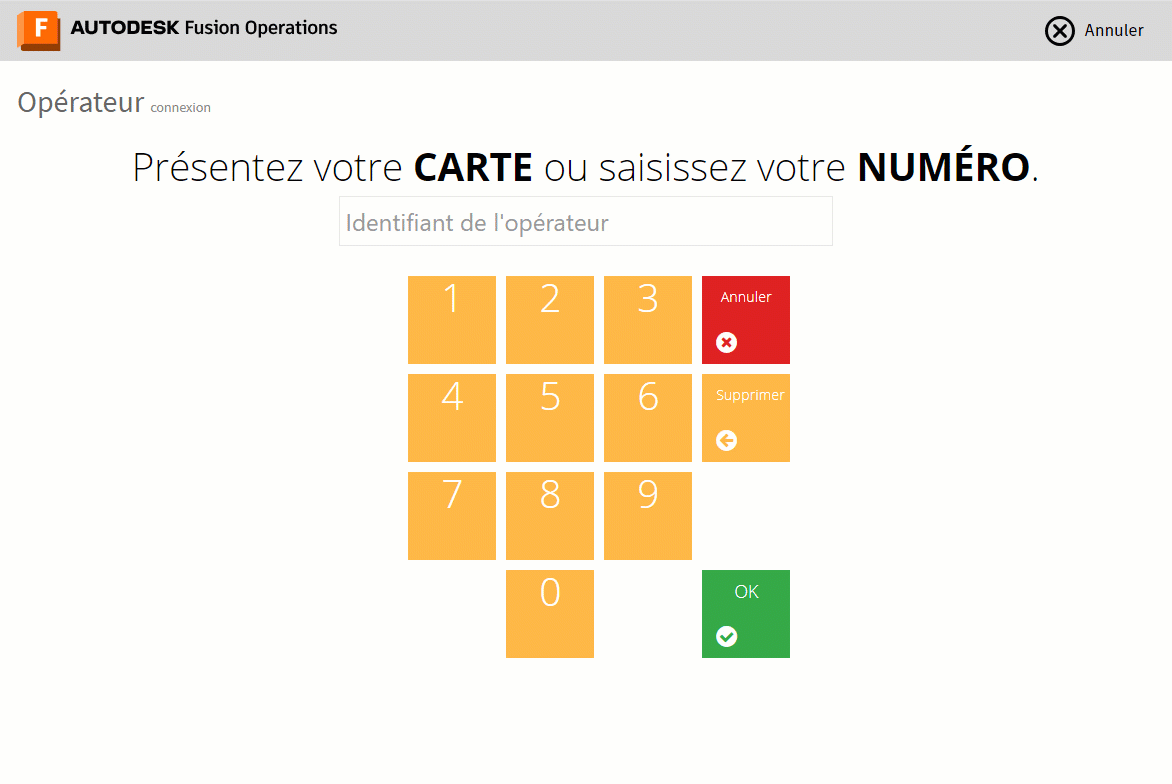 F AUTODESK Fusion Operations
Annuler
Opérateur connexion
Présentez votre CARTE ou saisissez votre NUMÉRO.
Identifiant de l'opérateur
1 2 3 Annuler
4 5 6 Supprimer
7 8 9
0 OK